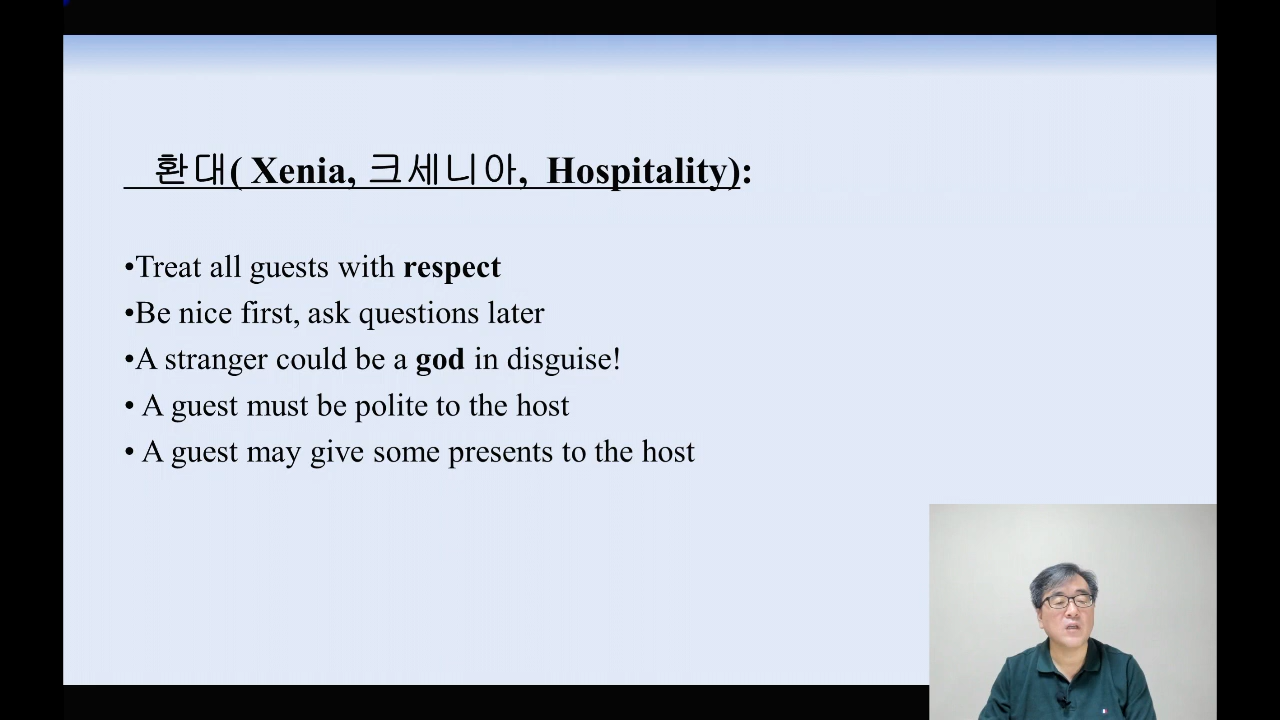 환대( Xenia, 크세니아, Hospitality):
•Treat all guests with respect
•Be nice first, ask questions later
•A stranger could be a god in disguise!
• A guest must be polite to the host
• A guest may give some presents to the host